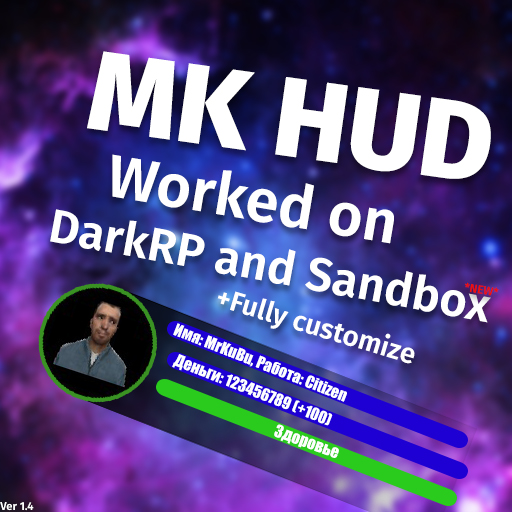 MK HUD
Worked on
DarkRP and Sandbox
*NEW*
+Fully customize
Имя: MrKuBu, Работа: Citizen
Деньги: 123456789 (+100)
Здоровье
Ver 1.4